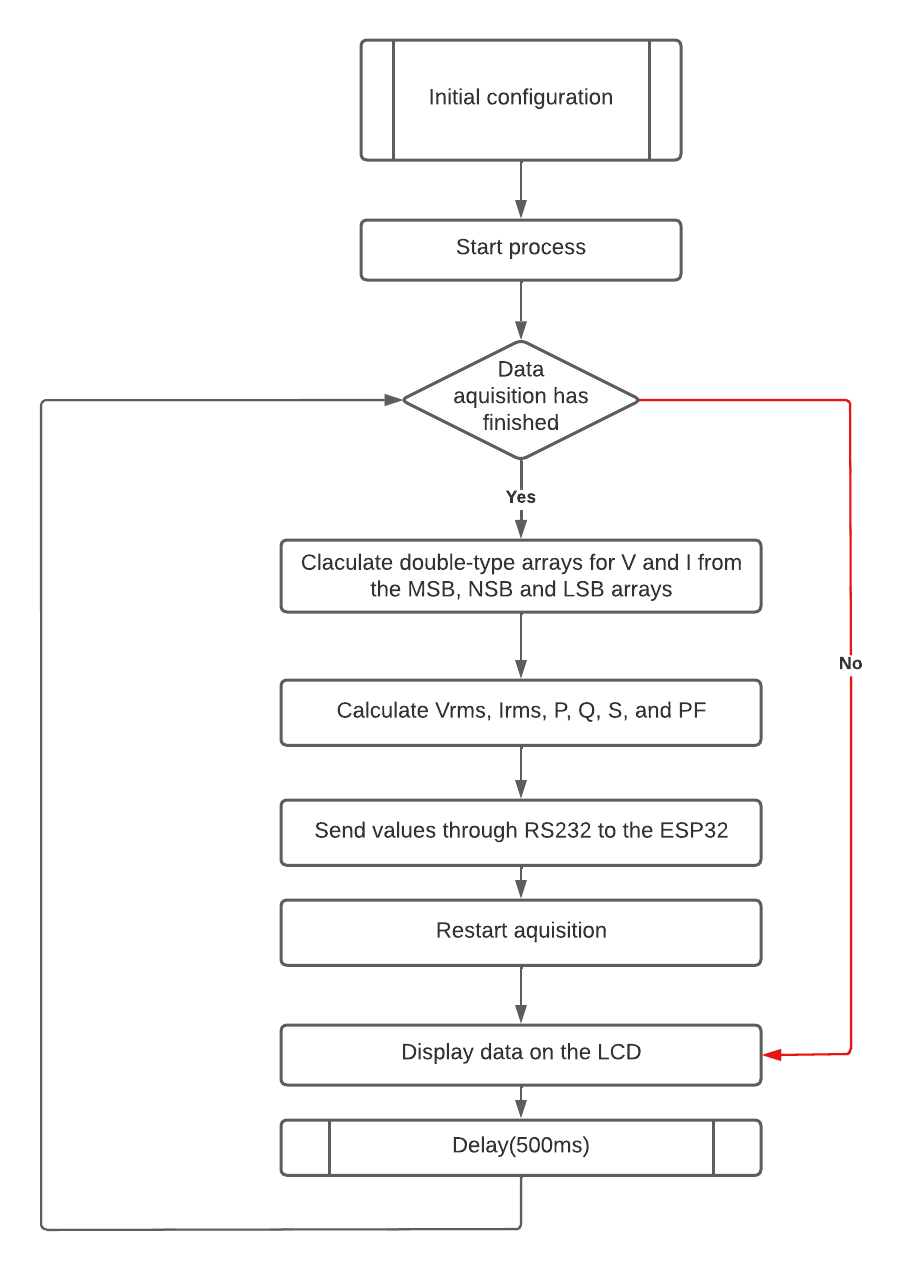 Initial configuration
Start process
Data
aquisition has
finished
Yes
Claculate double-type arrays for V and I from
the MSB, NSB and LSB arrays
No
Calculate Vrms, Irms, P, Q, S, and PF
Send values through RS232 to the ESP32
Restart aquisition
Display data on the LCD
Delay(500ms)